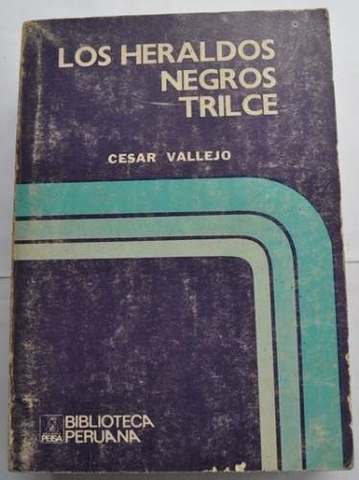 LOS HERALDOS
NEGROS
TRILCE
CESAR VALLEJO
PEISA
BIBLIOTECA
PERUANA